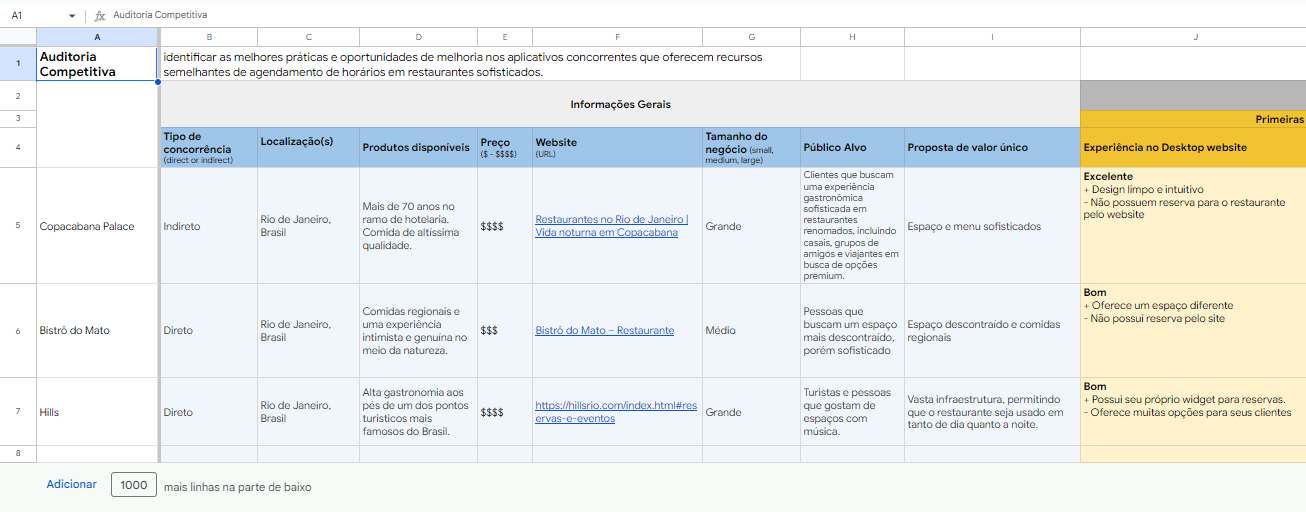 A1
fx Auditoria Competitiva
A B C D E F G H I J
1
Auditoria
Competitiva
identificar as melhores práticas e oportunidades de melhoria nos aplicativos concorrentes que oferecem recursos
semelhantes de agendamento de horários em restaurantes sofisticados.
2
Informações Gerais
3
Primeiras
4
Tipo de
concorrência
(direct or indirect)
Localização(s)
Produtos disponíveis
Preço
($ - $$$$)
Website
(URL)
Tamanho do
negócio (small,
medium, large)
Público Alvo
Proposta de valor único
Experiência no Desktop website
5
Copacabana Palace
Indireto
Rio de Janeiro,
Brasil
Mais de 70 anos no
ramo de hotelaria.
Comida de altíssima
qualidade.
$$$$
Restaurantes no Rio de Janeiro |
Vida noturna em Copacabana
Grande
Clientes que buscam
uma experiência
gastronômica
sofisticada em
restaurantes
renomados, incluindo
casais, grupos de
amigos e viajantes em
busca de opções
premium.
Espaço e menu sofisticados
Excelente
+ Design limpo e intuitivo
- Não possuem reserva para o restaurante
pelo website
6
Bistrô do Mato
Direto
Rio de Janeiro,
Brasil
Comidas regionais e
uma experiência
intimista e genuína no
meio da natureza.
$$$
Bistrô do Mato – Restaurante
Médio
Pessoas que
buscam um espaço
mais descontraído,
porém sofisticado
Espaço descontraído e comidas
regionais
Bom
+ Oferece um espaço diferente
- Não possui reserva pelo site
7
Hills
Direto
Rio de Janeiro,
Brasil
Alta gastronomia aos
pés de um dos pontos
turisticos mais
famosos do Brasil.
$$$$
https://hillsrio.com/index.html#res
ervas-e-eventos
Grande
Turistas e pessoas
que gostam de
espaços com
música.
Vasta infraestrutura, permitindo
que o restaurante seja usado em
tanto de dia quanto a noite.
Bom
+ Possui seu próprio widget para reservas.
- Oferece muitas opções para seus clientes
8
Adicionar 1000 mais linhas na parte de baixo